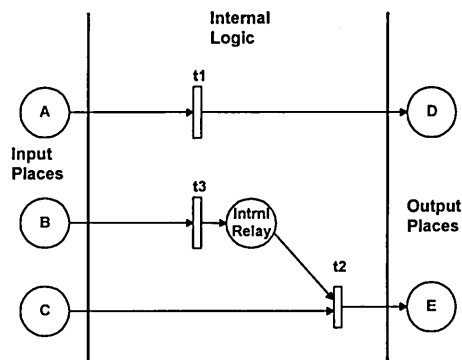 Internal
Logic
t1
A
D
Input
Places
t3
B
Intrnl
Relay
Output
Places
t2
C
E